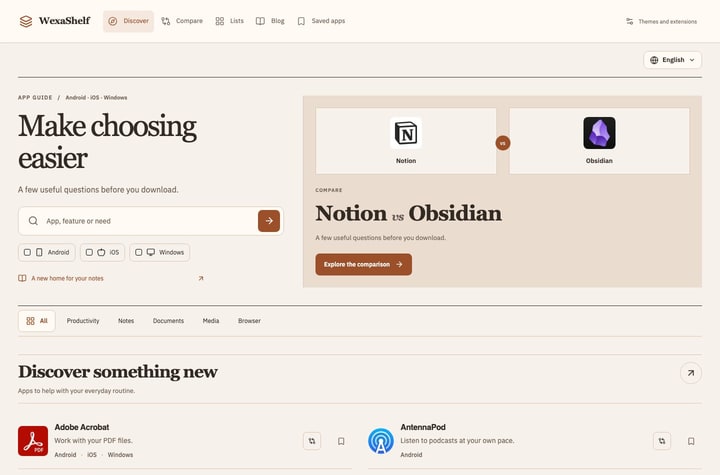 WexaShelf
Discover
Compare
Lists
Blog
Saved apps
Themes and extensions
English
APP GUIDE / Android · iOS · Windows
Make choosing
easier
A few useful questions before you download.
App, feature or need
Android
iOS
Windows
A new home for your notes
N
Notion
vs
Obsidian
COMPARE
Notion vs Obsidian
A few useful questions before you download.
Explore the comparison
All
Productivity
Notes
Documents
Media
Browser
Discover something new
Apps to help with your everyday routine.
PDF
Adobe Acrobat
Work with your PDF files.
Android · iOS · Windows
AntennaPod
Listen to podcasts at your own pace.
Android